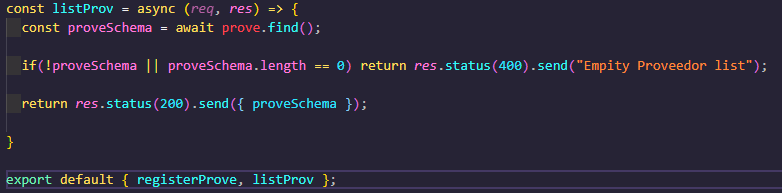 const listProv = async (req, res) => {
const proveSchema = await prove.find();
if(!proveSchema || proveSchema.length == 0) return res.status(400).send("Empity Proveedor list");
return res.status(200).send({ proveSchema });
}
export default { registerProve, listProv };